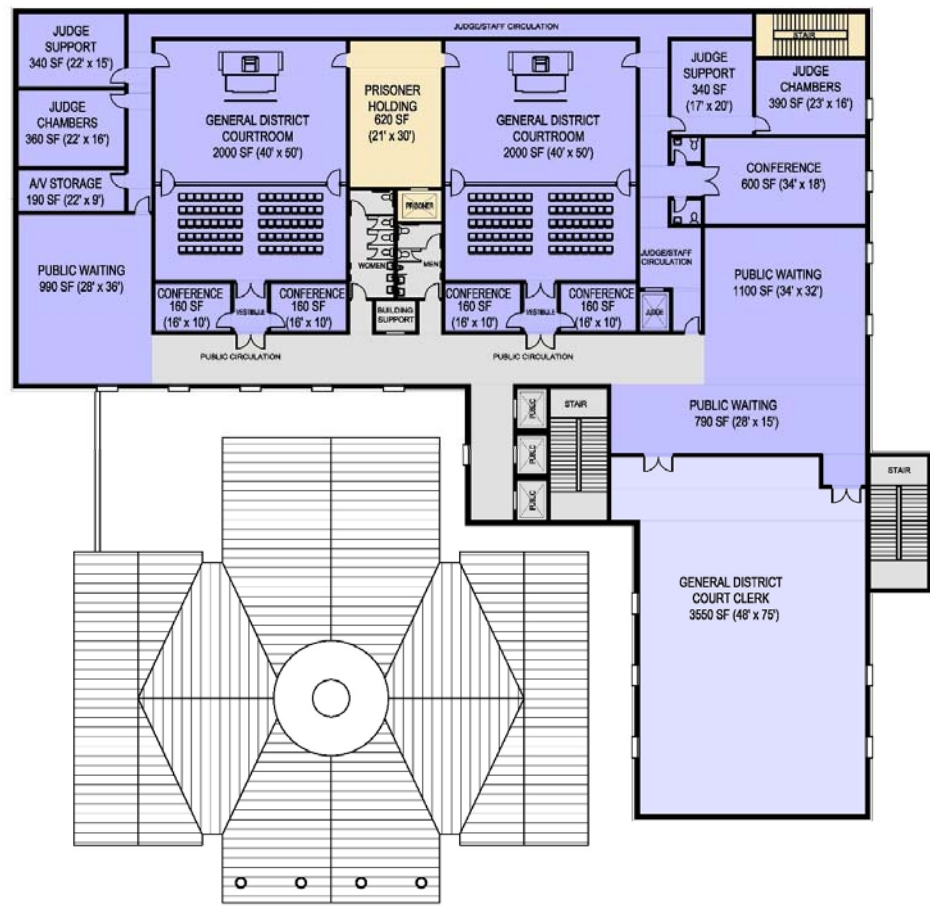 JUDGE/STAFF CIRCULATION
JUDGE
SUPPORT
340 SF (22' x 15')
STAIR
JUDGE
SUPPORT
340 SF
(17' x 20')
JUDGE
CHAMBERS
390 SF (23' x 16')
PRISONER
HOLDING
620 SF
(21' x 30')
JUDGE
CHAMBERS
360 SF (22' x 16')
GENERAL DISTRICT
COURTROOM
2000 SF (40' x 50')
GENERAL DISTRICT
COURTROOM
2000 SF (40' x 50')
CONFERENCE
600 SF (34' x 18')
A/V STORAGE
190 SF (22' x 9')
PRISONER
WOMEN
MEN
JUDGE/STAFF
CIRCULATION
PUBLIC WAITING
990 SF (28' x 36')
PUBLIC WAITING
1100 SF (34' x 32')
CONFERENCE
160 SF
(16' x 10')
VESTIBULE
CONFERENCE
160 SF
(16' x 10')
BUILDING
SUPPORT
CONFERENCE
160 SF
(16' x 10')
VESTIBULE
CONFERENCE
160 SF
(16' x 10')
JUDGE
PUBLIC CIRCULATION
PUBLIC CIRCULATION
PUBLIC
PUBLIC
PUBLIC
STAIR
PUBLIC WAITING
790 SF (28' x 15')
STAIR
GENERAL DISTRICT
COURT CLERK
3550 SF (48' x 75')